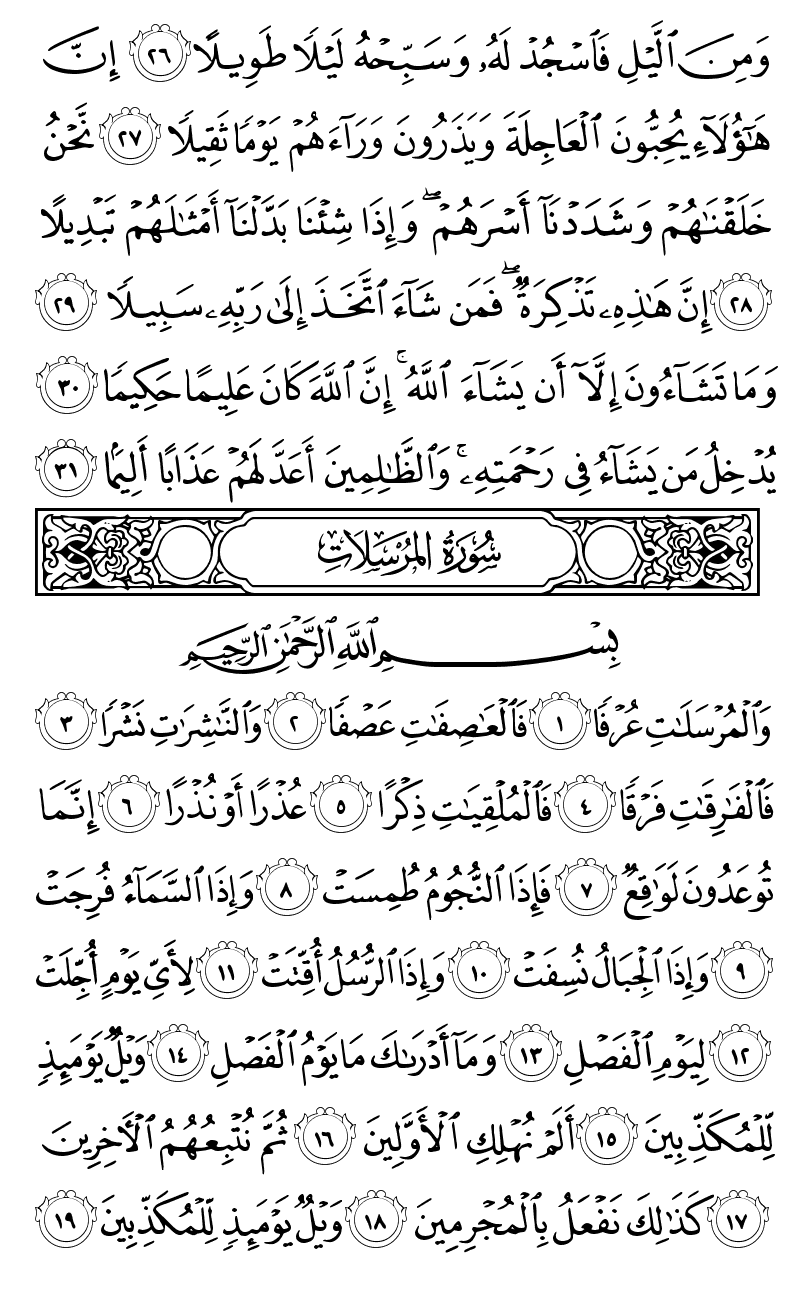 وَمِنَ ٱلَّيۡلِ فَٱسۡجُدۡ لَهُۥ وَسَبِّحۡهُ لَيۡلٗا طَوِيلًا ٢٦ إِنَّ
هَٰٓؤُلَآءِ يُحِبُّونَ ٱلۡعَاجِلَةَ وَيَذَرُونَ وَرَآءَهُمۡ يَوۡمٗا ثَقِيلٗا ٢٧ نَّحۡنُ
خَلَقۡنَٰهُمۡ وَشَدَدۡنَآ أَسۡرَهُمۡۖ وَإِذَا شِئۡنَا بَدَّلۡنَآ أَمۡثَٰلَهُمۡ تَبۡدِيلًا
٢٨ إِنَّ هَٰذِهِۦ تَذۡكِرَةٞۖ فَمَن شَآءَ ٱتَّخَذَ إِلَىٰ رَبِّهِۦ سَبِيلٗا ٢٩
وَمَا تَشَآءُونَ إِلَّآ أَن يَشَآءَ ٱللَّهُۚ إِنَّ ٱللَّهَ كَانَ عَلِيمًا حَكِيمٗا ٣٠
يُدۡخِلُ مَن يَشَآءُ فِي رَحۡمَتِهِۦۚ وَٱلظَّٰلِمِينَ أَعَدَّ لَهُمۡ عَذَابًا أَلِيمَۢا ٣١
سُورَةُ المُرۡسَلَاتِ
بِسۡمِ ٱللَّهِ ٱلرَّحۡمَٰنِ ٱلرَّحِيمِ
وَٱلۡمُرۡسَلَٰتِ عُرۡفٗا ١ فَٱلۡعَٰصِفَٰتِ عَصۡفٗا ٢ وَٱلنَّٰشِرَٰتِ نَشۡرٗا ٣
فَٱلۡفَٰرِقَٰتِ فَرۡقٗا ٤ فَٱلۡمُلۡقِيَٰتِ ذِكۡرًا ٥ عُذۡرًا أَوۡ نُذۡرًا ٦ إِنَّمَا
تُوعَدُونَ لَوَٰقِعٞ ٧ فَإِذَا ٱلنُّجُومُ طُمِسَتۡ ٨ وَإِذَا ٱلسَّمَآءُ فُرِجَتۡ
٩ وَإِذَا ٱلۡجِبَالُ نُسِفَتۡ ١٠ وَإِذَا ٱلرُّسُلُ أُقِّتَتۡ ١١ لِأَيِّ يَوۡمٍ أُجِّلَتۡ
١٢ لِيَوۡمِ ٱلۡفَصۡلِ ١٣ وَمَآ أَدۡرَىٰكَ مَا يَوۡمُ ٱلۡفَصۡلِ ١٤ وَيۡلٞ يَوۡمَئِذٖ
لِّلۡمُكَذِّبِينَ ١٥ أَلَمۡ نُهۡلِكِ ٱلۡأَوَّلِينَ ١٦ ثُمَّ نُتۡبِعُهُمُ ٱلۡأٓخِرِينَ
١٧ كَذَٰلِكَ نَفۡعَلُ بِٱلۡمُجۡرِمِينَ ١٨ وَيۡلٞ يَوۡمَئِذٖ لِّلۡمُكَذِّبِينَ ١٩